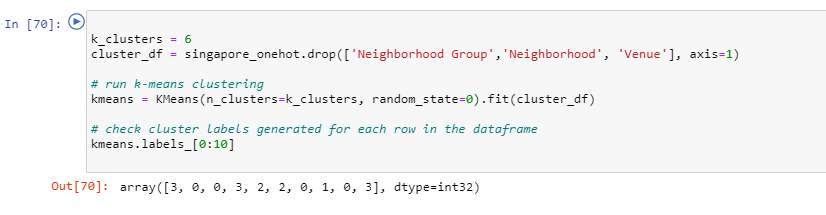 In [70]:
k_clusters = 6
cluster_df = singapore_onehot.drop(['Neighborhood Group','Neighborhood', 'Venue'], axis=1)
# run k-means clustering
kmeans = KMeans(n_clusters=k_clusters, random_state=0).fit(cluster_df)
# check cluster labels generated for each row in the dataframe
kmeans.labels_[0:10]
Out[70]: array([3, 0, 0, 3, 2, 2, 0, 1, 0, 3], dtype=int32)